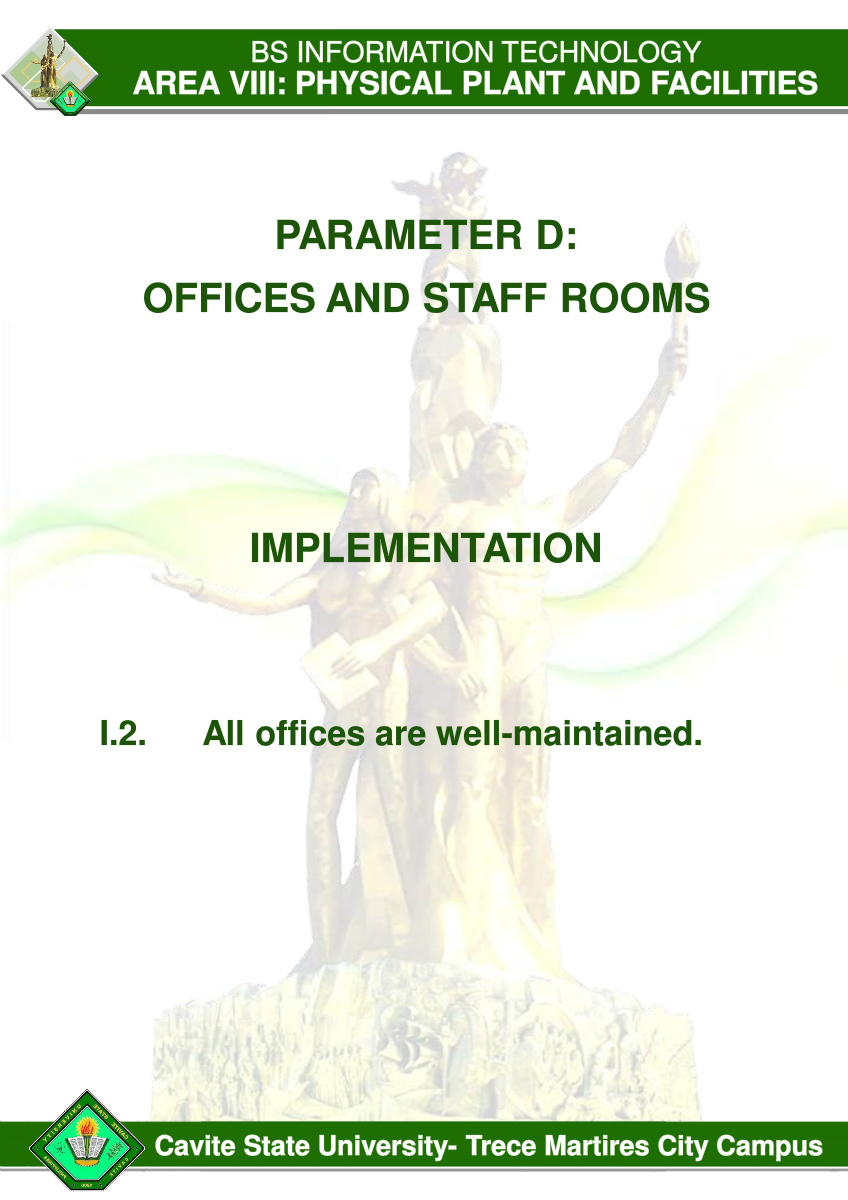 BS INFORMATION TECHNOLOGY
AREA VIII: PHYSICAL PLANT AND FACILITIES
PARAMETER D:
OFFICES AND STAFF ROOMS
IMPLEMENTATION
I.2. All offices are well-maintained.
Cavite State University- Trece Martires City Campus